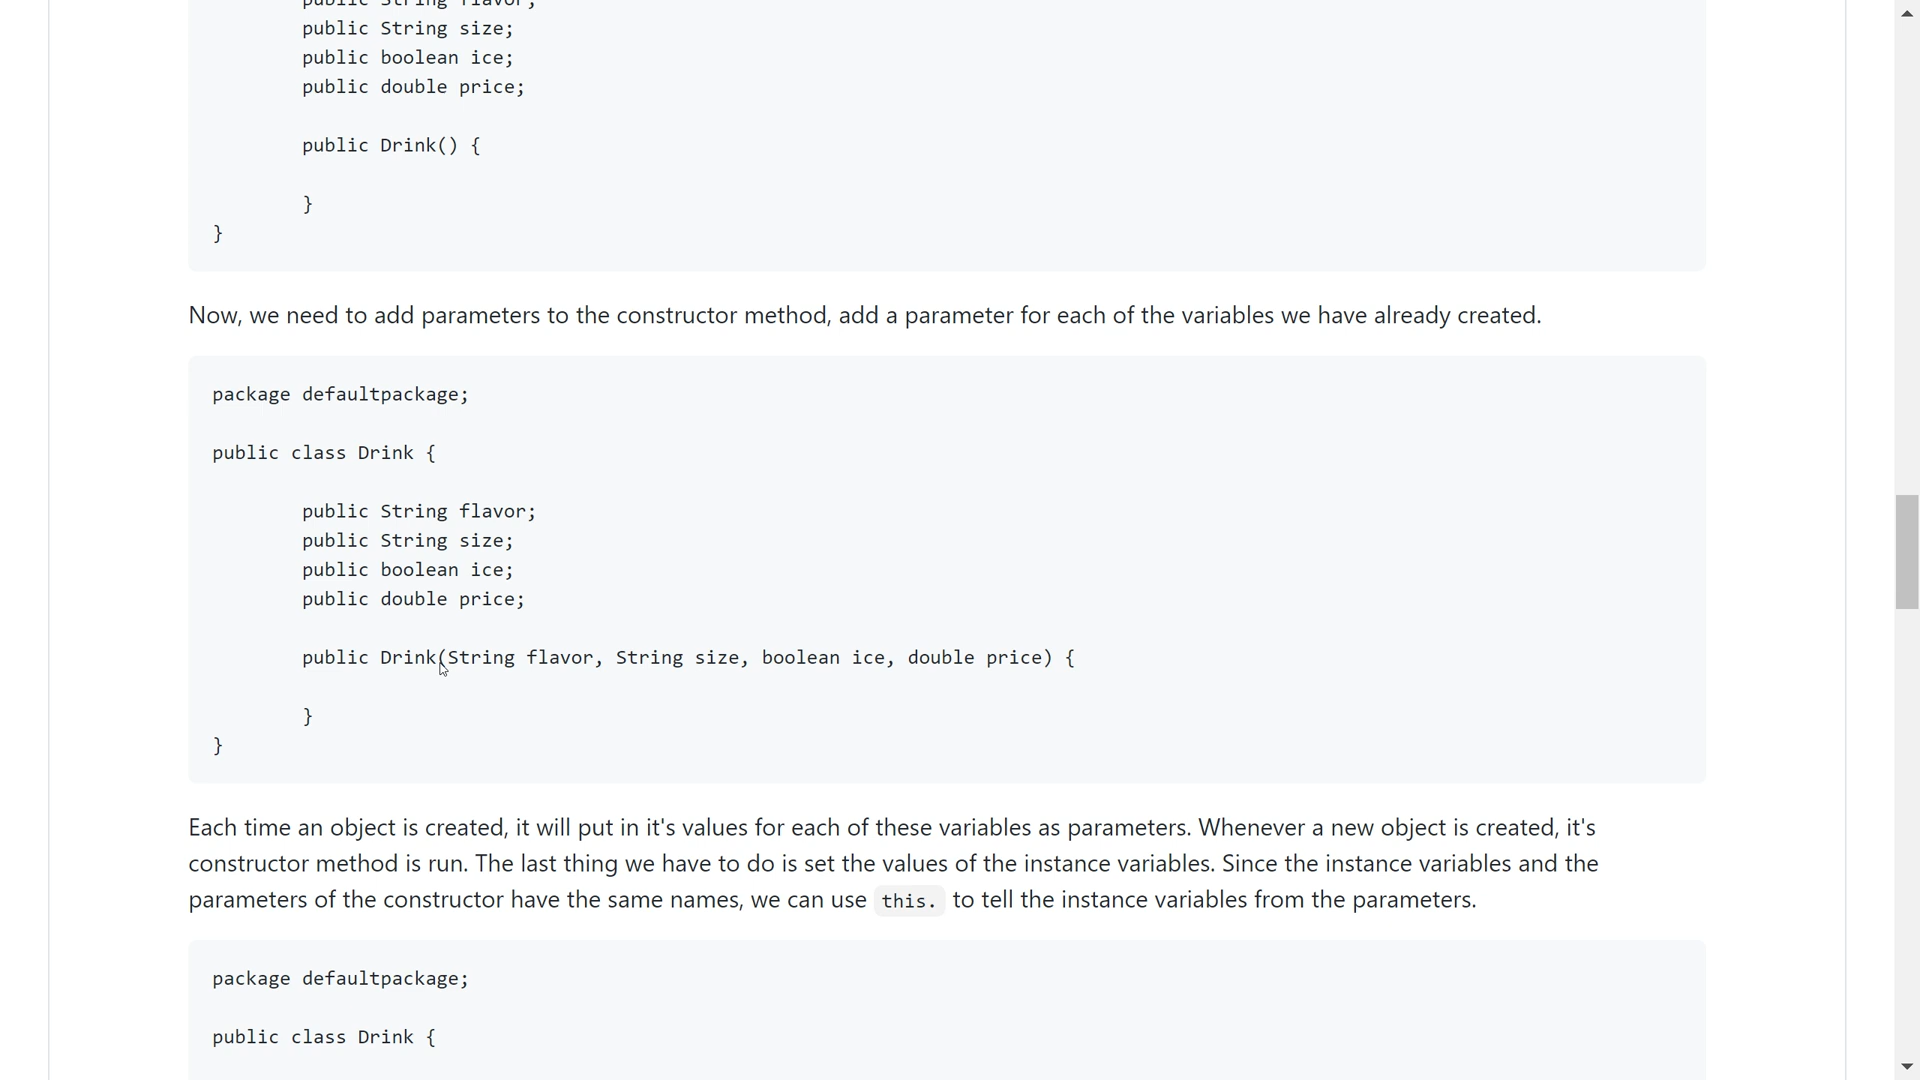 public String flavor;
public String size;
public boolean ice;
public double price;
public Drink() {
}
}
Now, we need to add parameters to the constructor method, add a parameter for each of the variables we have already created.
package defaultpackage;
public class Drink {
public String flavor;
public String size;
public boolean ice;
public double price;
public Drink(String flavor, String size, boolean ice, double price) {
}
}
Each time an object is created, it will put in it's values for each of these variables as parameters. Whenever a new object is created, it's
constructor method is run. The last thing we have to do is set the values of the instance variables. Since the instance variables and the
parameters of the constructor have the same names, we can use this. to tell the instance variables from the parameters.
package defaultpackage;
public class Drink {